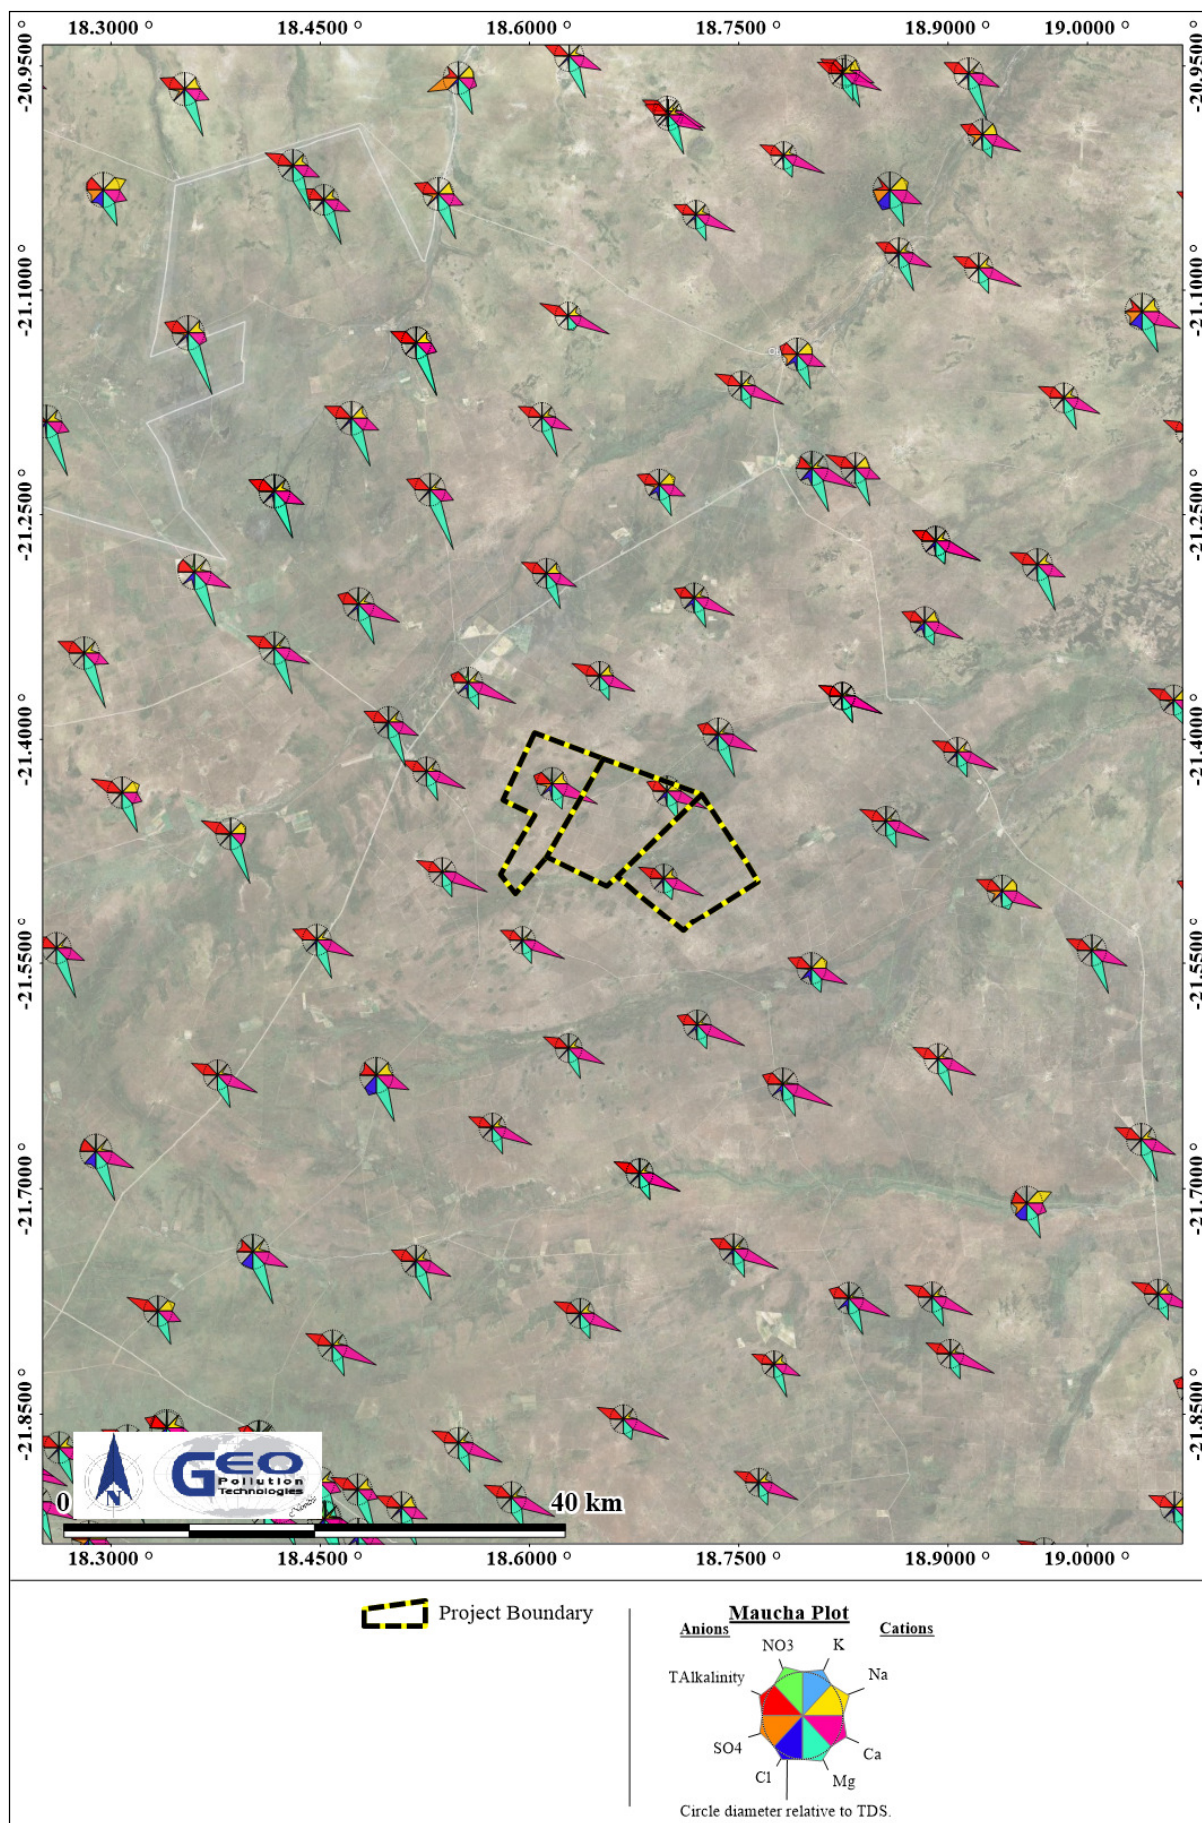 18.3000 ° 18.4500 ° 18.6000 ° 18.7500 ° 18.9000 ° 19.0000 °
-20.9500 ° -20.9500 °
-21.1000 ° -21.1000 °
-21.2500 ° -21.2500 °
-21.4000 ° -21.4000 °
-21.5500 ° -21.5500 °
-21.7000 ° -21.7000 °
-21.8500 ° -21.8500 °
GEO
Pollution
Technologies
N
0 40 km
18.3000 ° 18.4500 ° 18.6000 ° 18.7500 ° 18.9000 ° 19.0000 °
Project Boundary
Maucha Plot
Anions Cations
NO3 K
TAlkalinity Na
SO4 Ca
Cl Mg
Circle diameter relative to TDS.